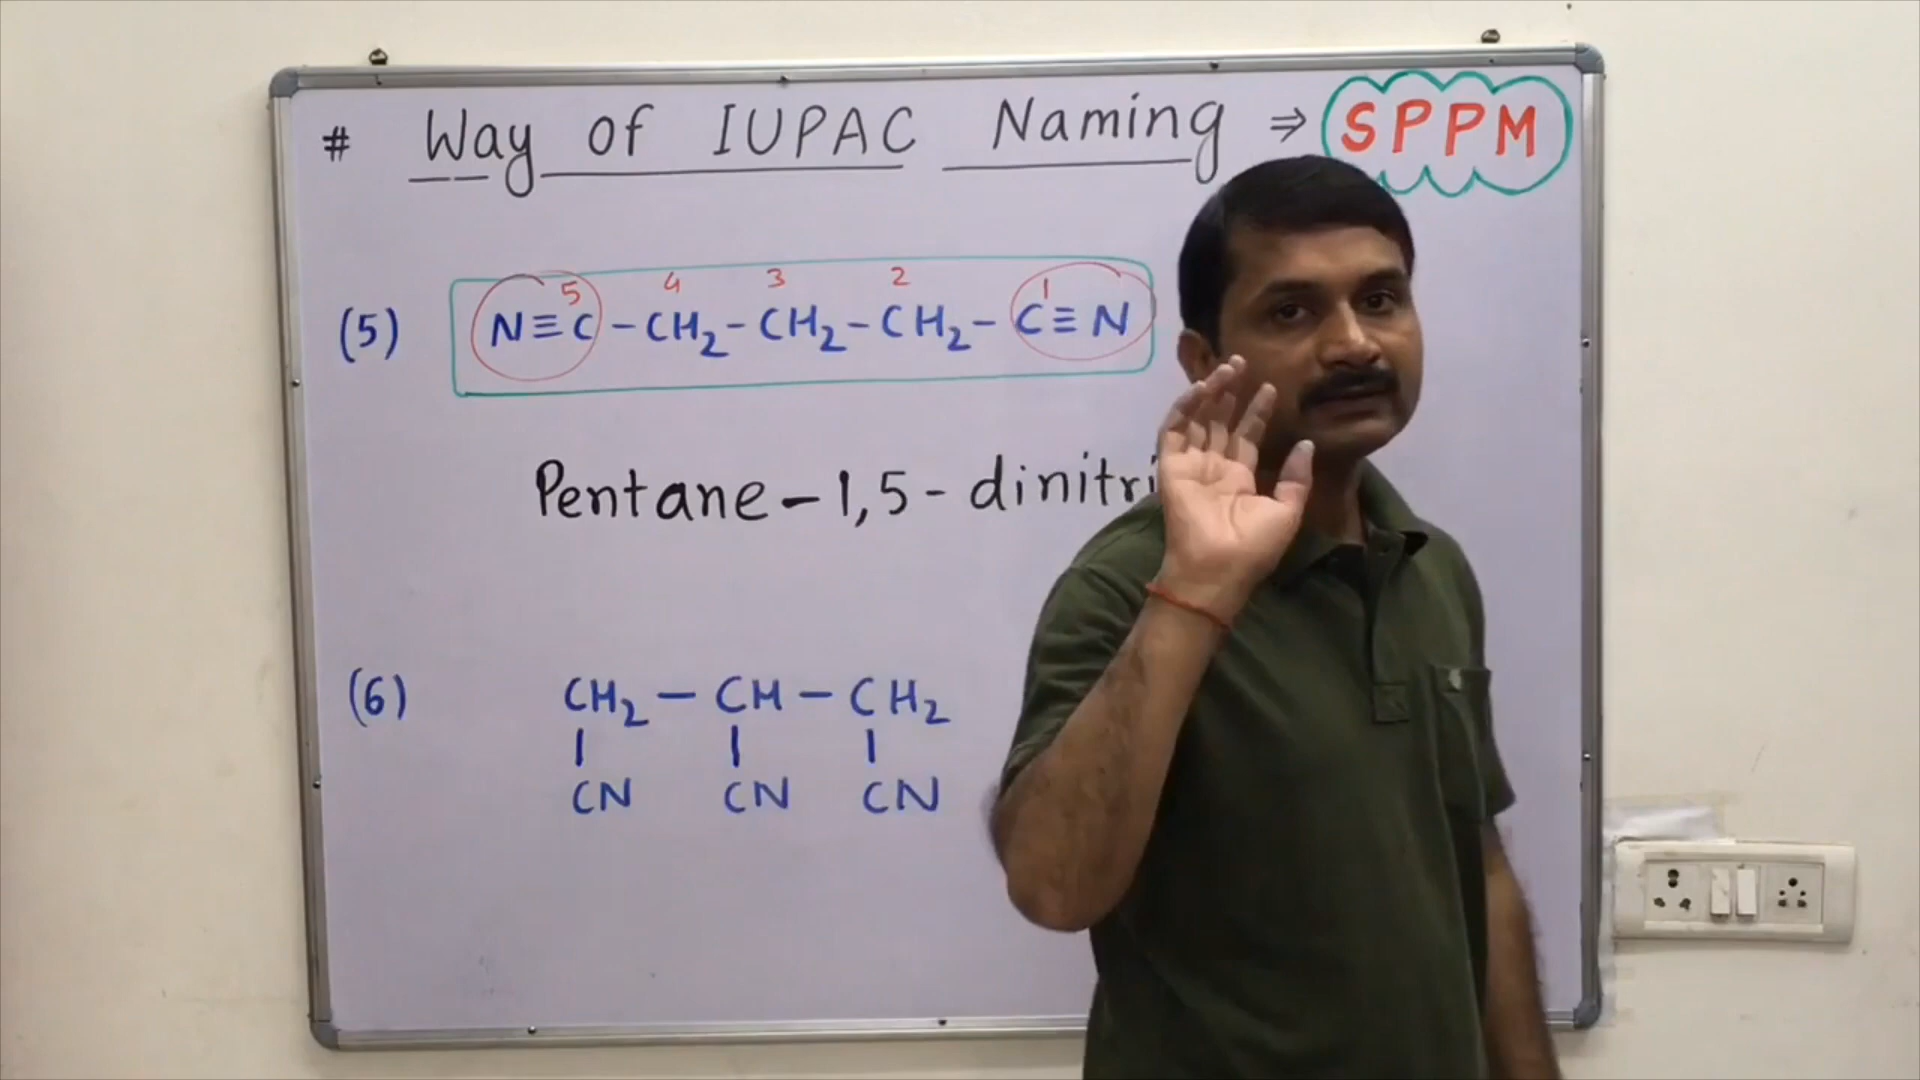 # Way of IUPAC Naming ⇒ SPPM
5 4 3 2 1
(5) N≡C-CH₂-CH₂-CH₂-C≡N
Pentane-1,5-dinitri
(6) CH₂-CH-CH₂
CN CN CN